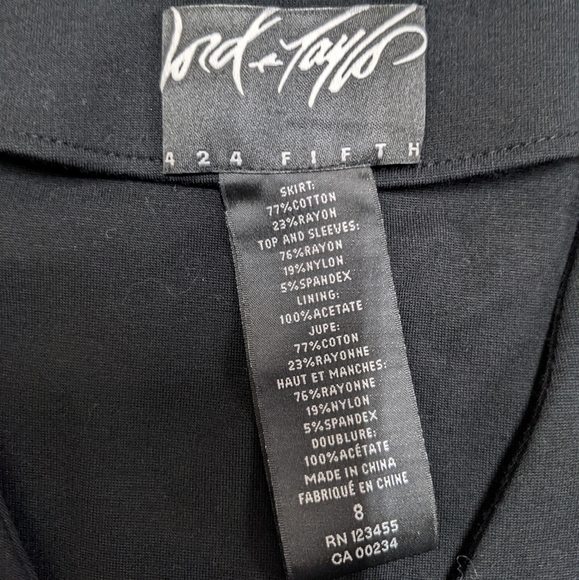 Lord & Taylor
424 FIFTH
SKIRT:
77%COTTON
23%RAYON
TOP AND SLEEVES:
76%RAYON
19%NYLON
5%SPANDEX
LINING:
100%ACETATE
JUPE:
77%COTON
23%RAYONNE
HAUT ET MANCHES:
76%RAYONNE
19%NYLON
5%SPANDEX
DOUBLURE:
100%ACÉTATE
MADE IN CHINA
FABRIQUÉ EN CHINE
8
RN 123455
CA 00234